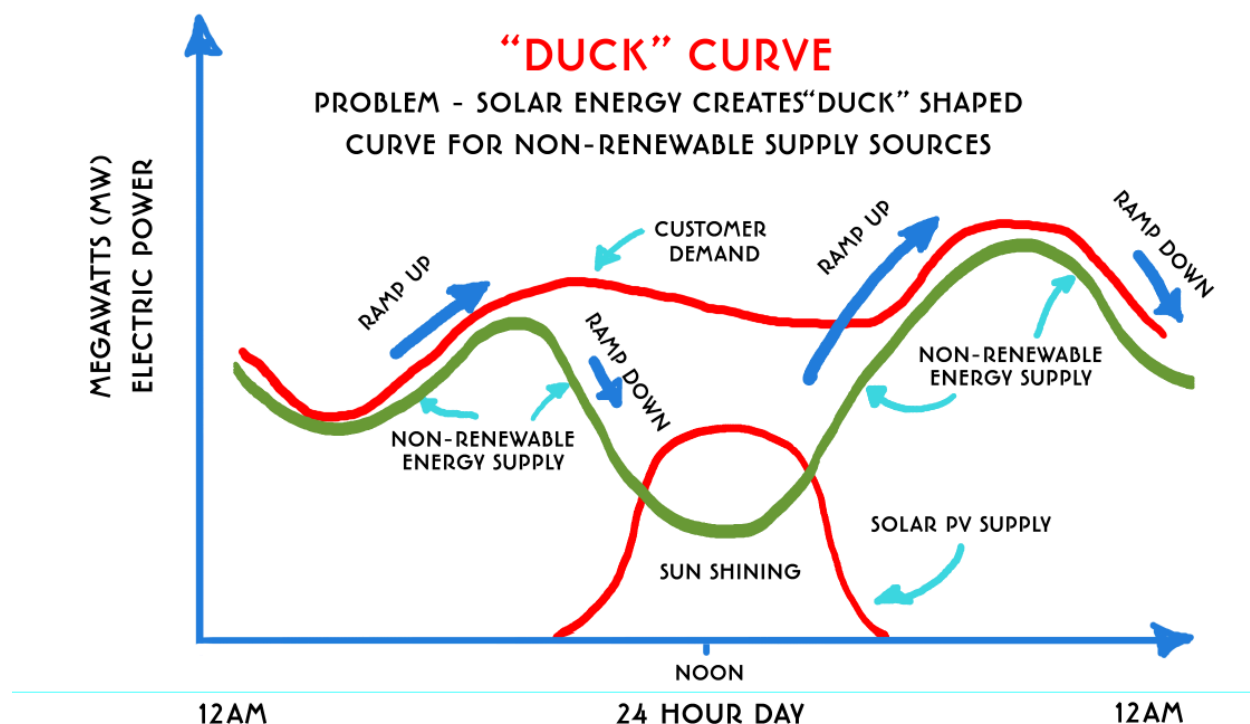 “DUCK” CURVE
PROBLEM - SOLAR ENERGY CREATES“DUCK” SHAPED
CURVE FOR NON-RENEWABLE SUPPLY SOURCES
MEGAWATTS (MW)
ELECTRIC POWER
RAMP UP
CUSTOMER
DEMAND
RAMP UP
RAMP DOWN
RAMP DOWN
NON-RENEWABLE
ENERGY SUPPLY
NON-RENEWABLE
ENERGY SUPPLY
SOLAR PV SUPPLY
SUN SHINING
NOON
12AM
24 HOUR DAY
12AM